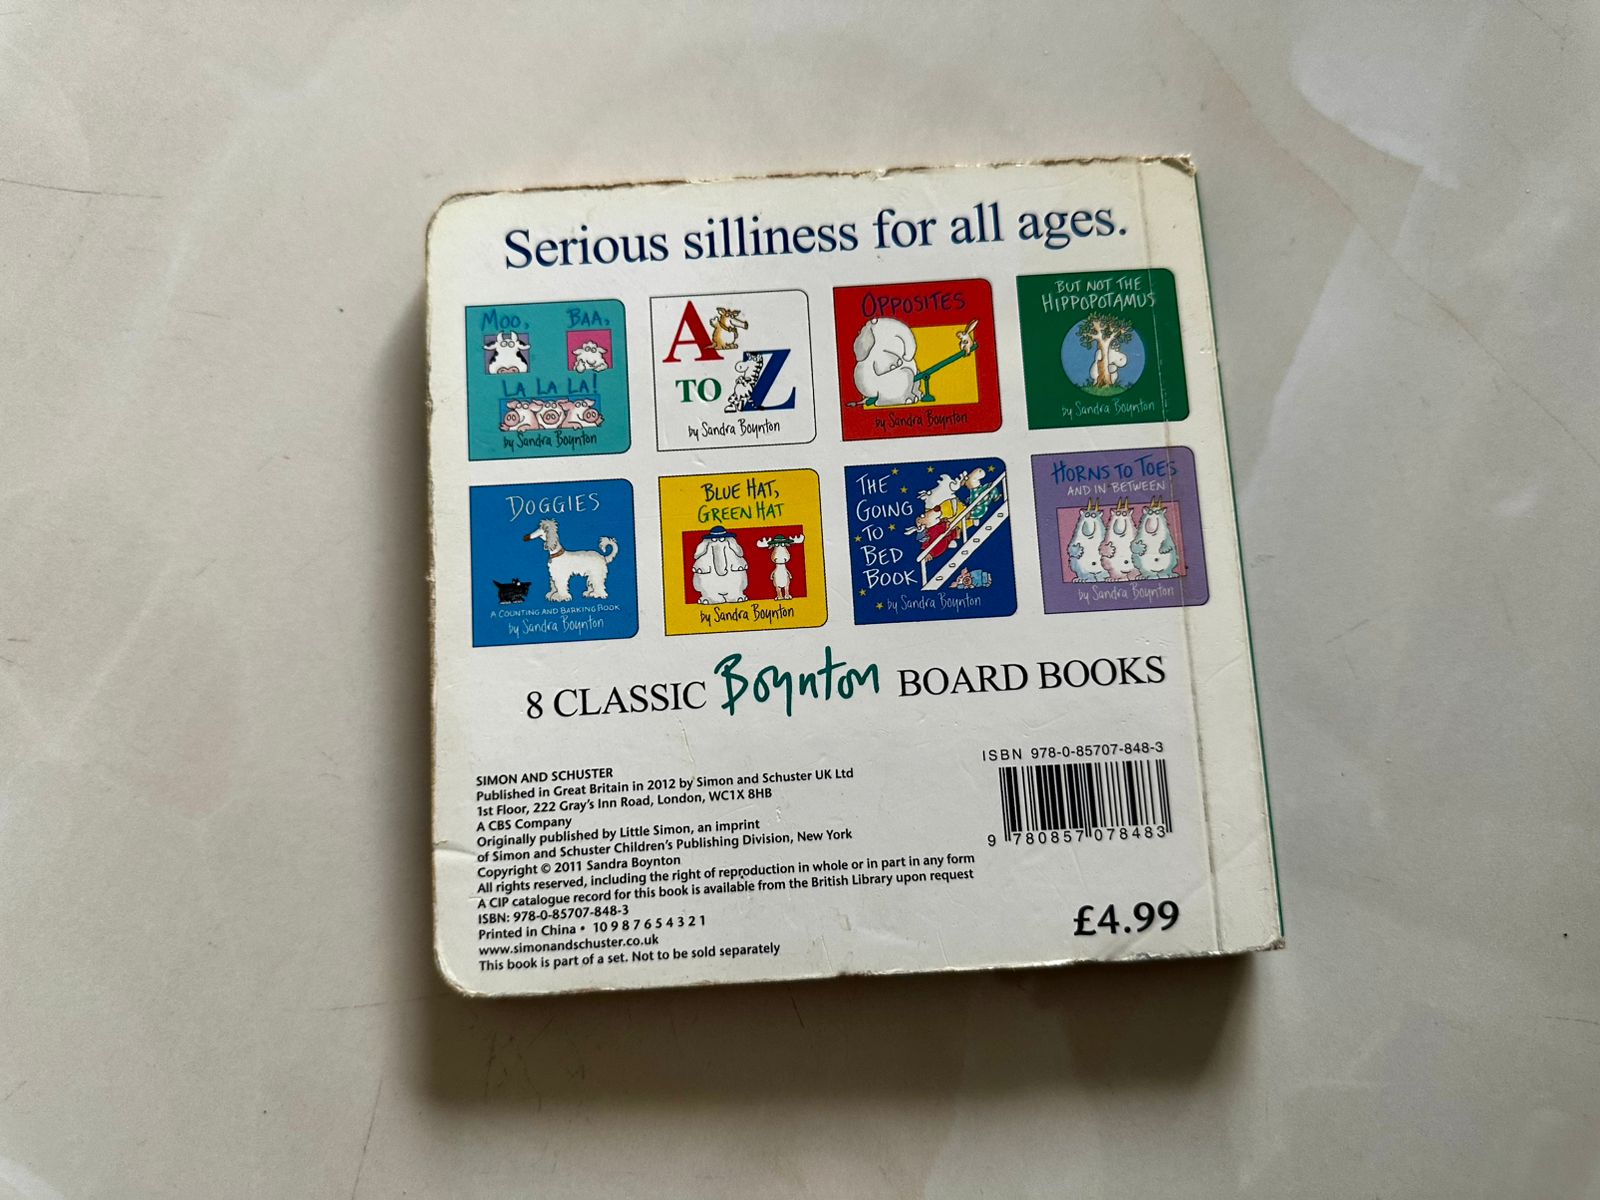 Serious silliness for all ages.
MOO, BAA,
LA LA LA!
by Sandra Boynton
A
TO Z
by Sandra Boynton
OPPOSITES
by Sandra Boynton
BUT NOT THE
HIPPOPOTAMUS
by Sandra Boynton
DOGGIES
A COUNTING AND BARKING BOOK
by Sandra Boynton
BLUE HAT,
GREEN HAT
by Sandra Boynton
THE
GOING
TO
BED
BOOK
by Sandra Boynton
HORNS TO TOES
AND IN BETWEEN
by Sandra Boynton
8 CLASSIC Boynton BOARD BOOKS
SIMON AND SCHUSTER
Published in Great Britain in 2012 by Simon and Schuster UK Ltd
1st Floor, 222 Gray's Inn Road, London, WC1X 8HB
A CBS Company
Originally published by Little Simon, an imprint
of Simon and Schuster Children's Publishing Division, New York
Copyright © 2011 Sandra Boynton
All rights reserved, including the right of reproduction in whole or in part in any form
A CIP catalogue record for this book is available from the British Library upon request
ISBN: 978-0-85707-848-3
Printed in China • 10 9 8 7 6 5 4 3 2 1
www.simonandschuster.co.uk
This book is part of a set. Not to be sold separately
ISBN 978-0-85707-848-3
9 780857 078483
£4.99